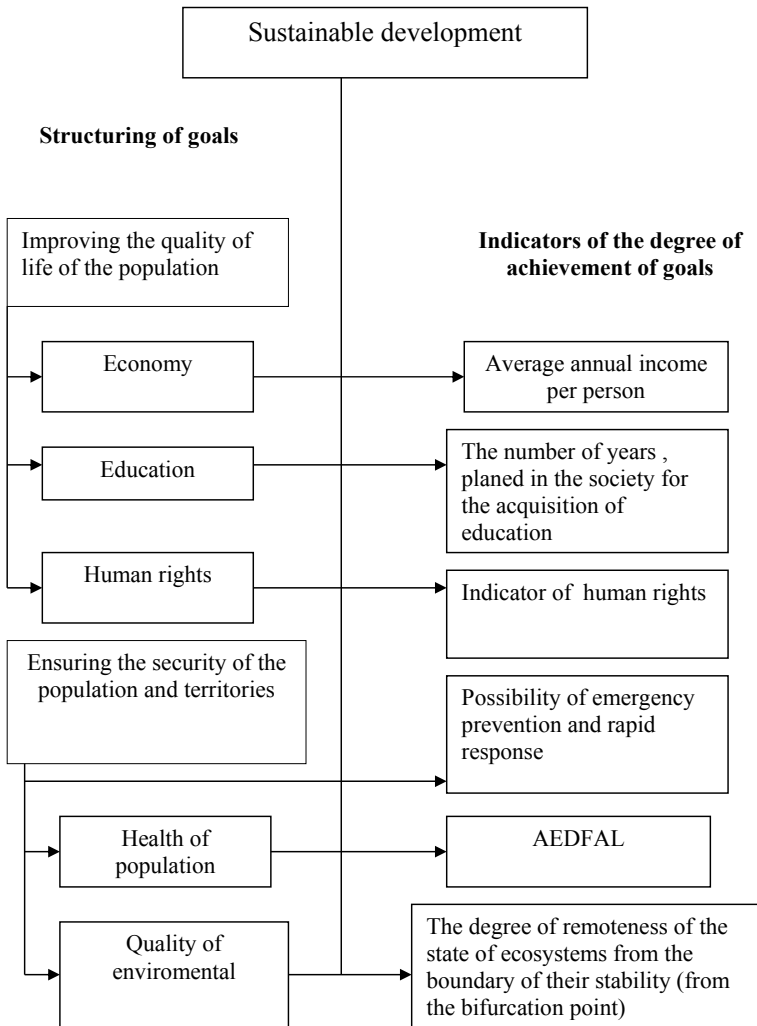 Sustainable development
Structuring of goals
Improving the quality of
life of the population
Indicators of the degree of
achievement of goals
Economy
Average annual income
per person
Education
The number of years ,
planed in the society for
the acquisition of
education
Human rights
Indicator of human rights
Ensuring the security of the
population and territories
Possibility of emergency
prevention and rapid
response
Health of
population
AEDFAL
Quality of
enviromental
The degree of remoteness of the
state of ecosystems from the
boundary of their stability (from
the bifurcation point)